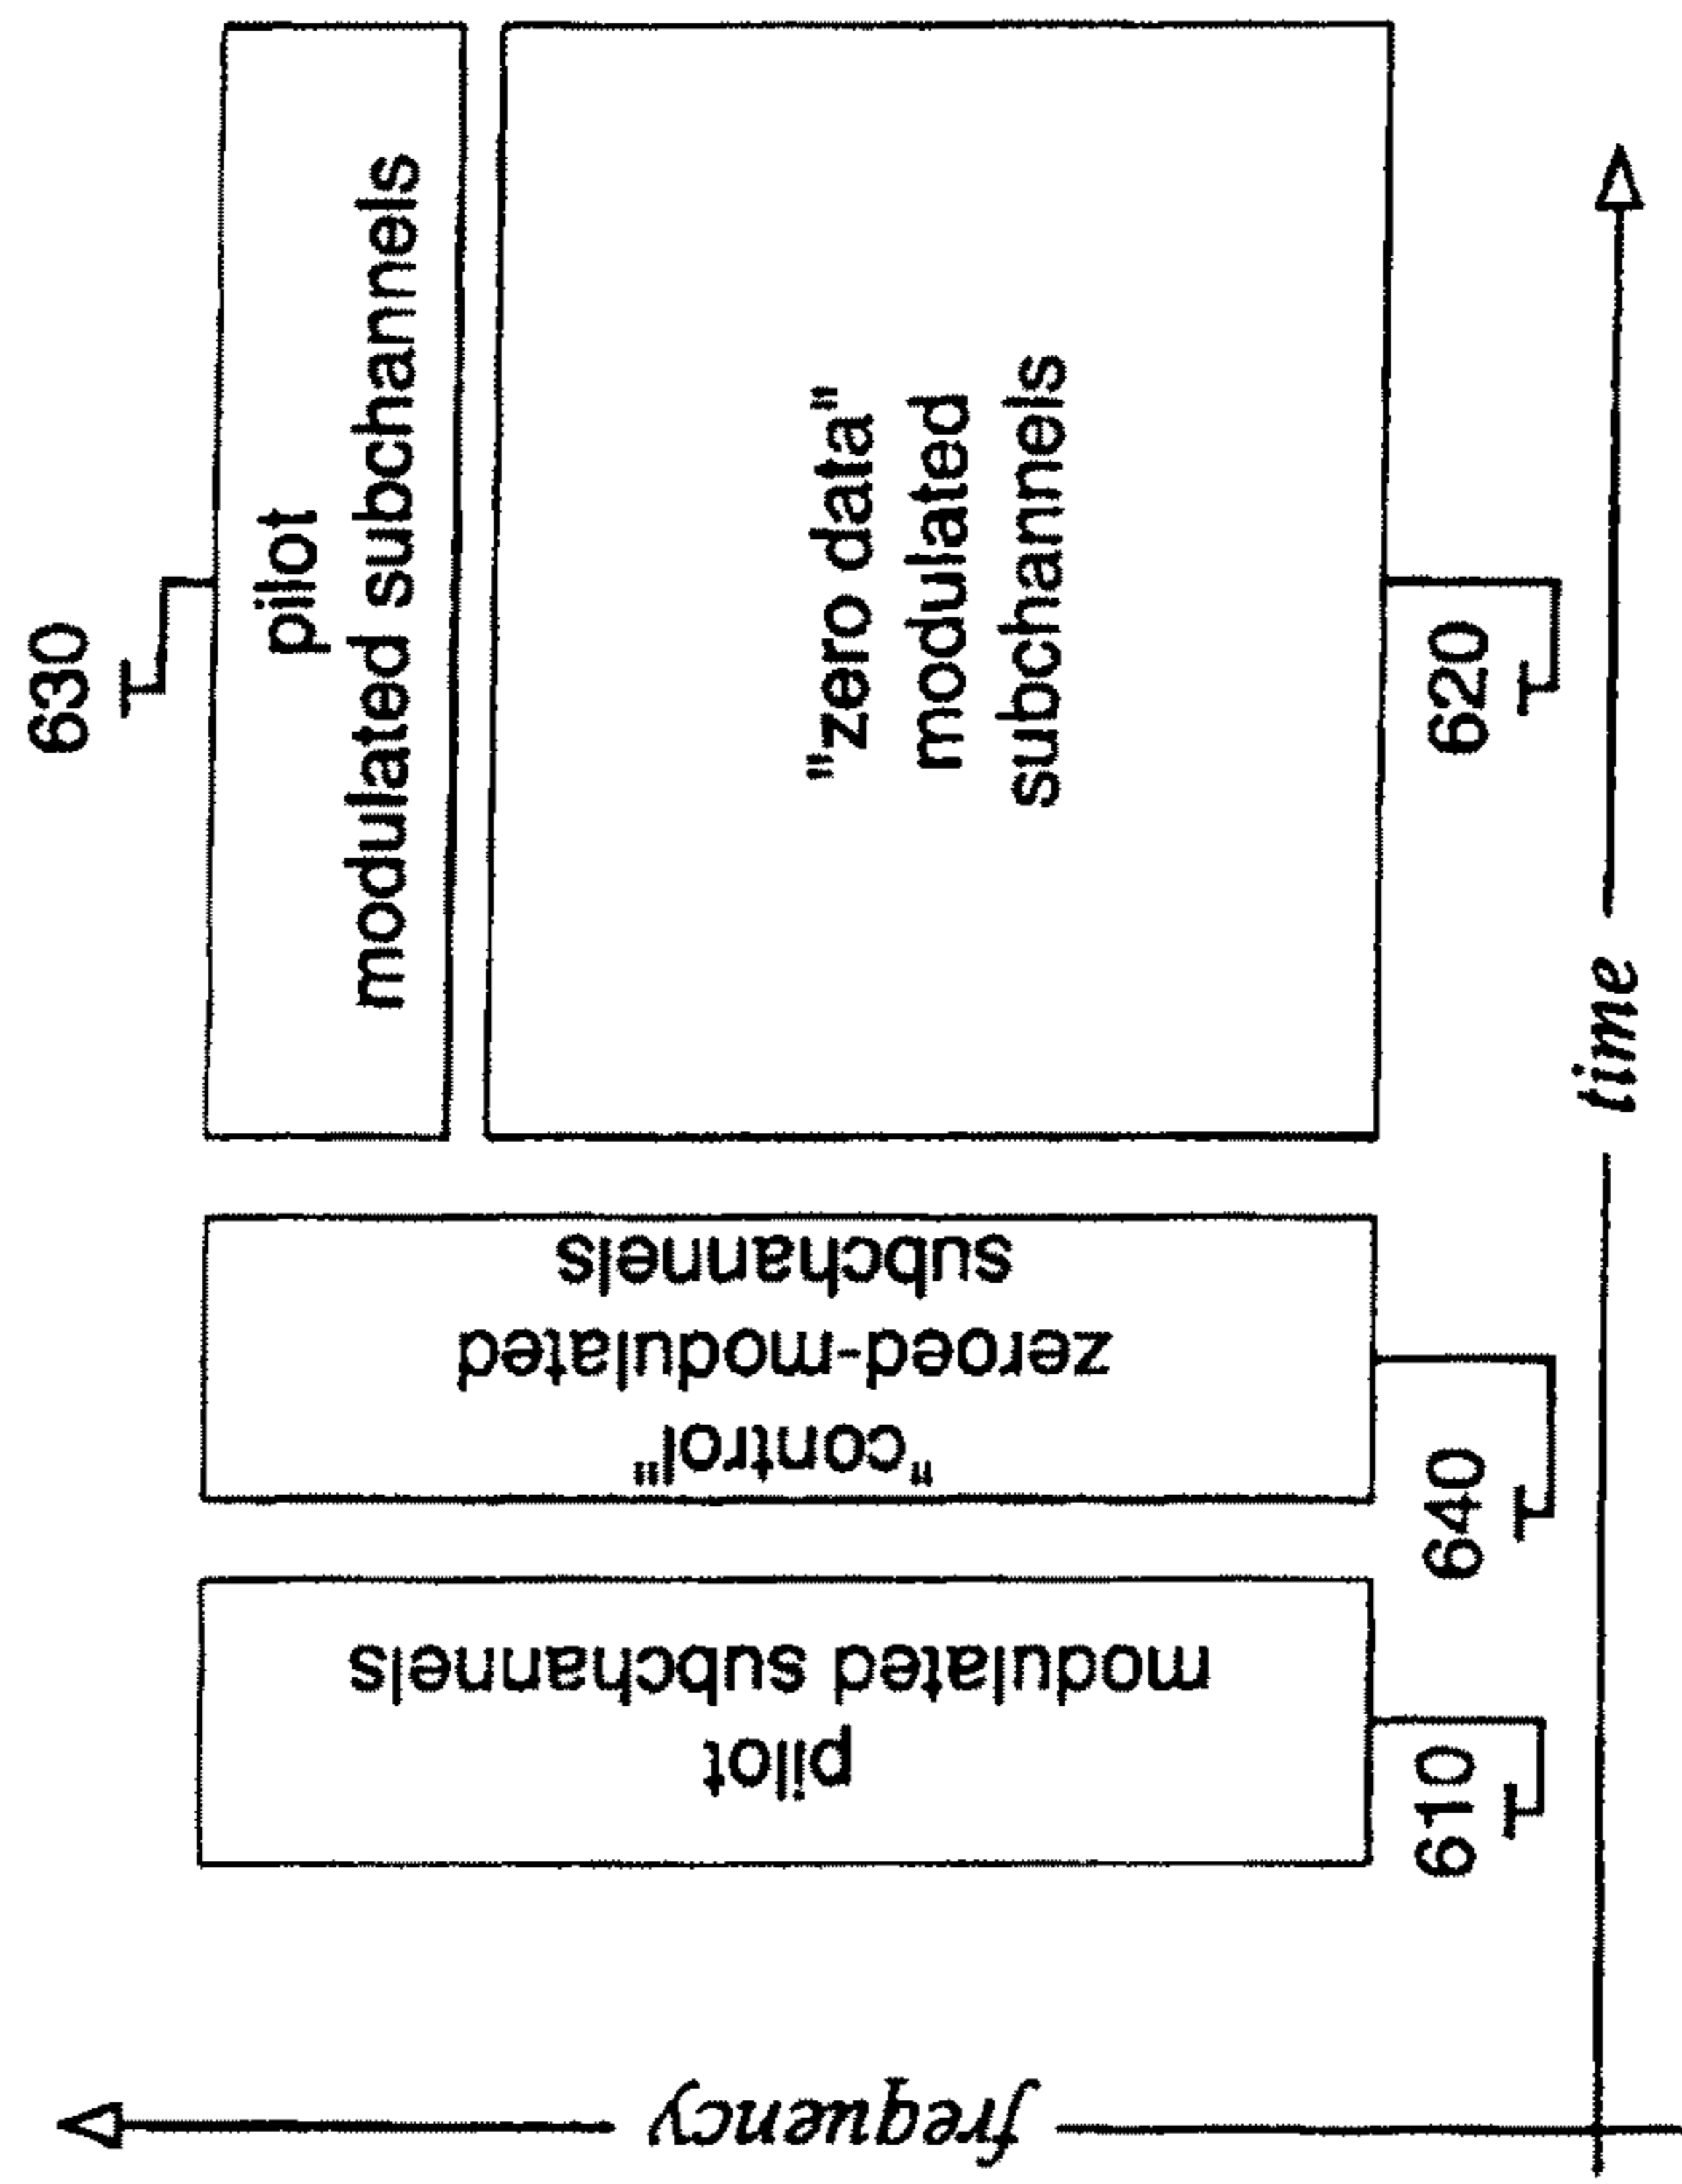 630
pilot
modulated subchannels
"zero data"
modulated
subchannels
620
"control"
zeroed-modulated
subchannels
640
pilot
modulated subchannels
610
frequency
time